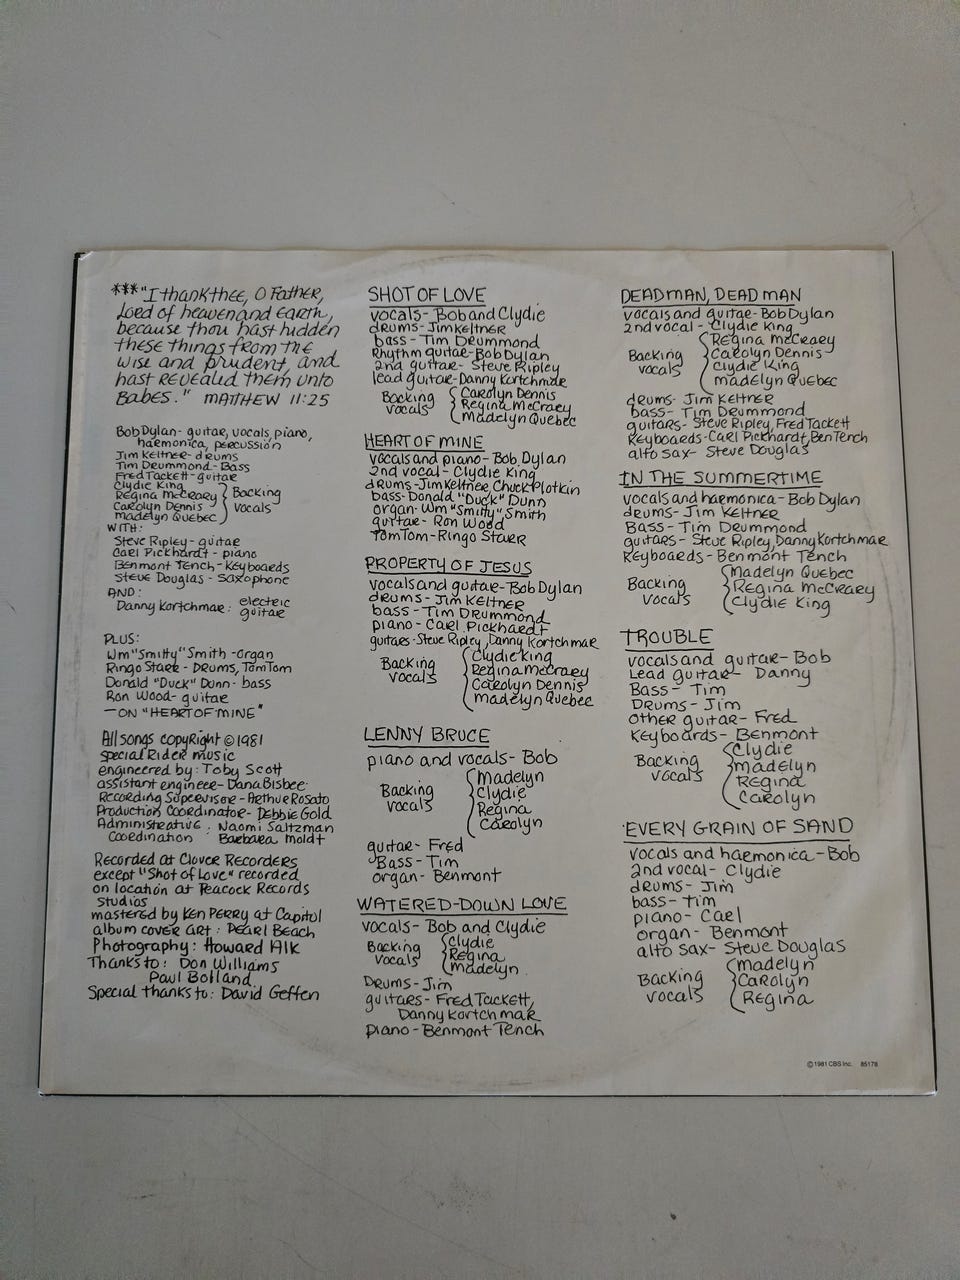 ***"I thank thee, O Father,
Lord of heaven and earth,
because thou hast hidden
these things from the
wise and prudent, and
hast revealed them unto
Babes." MATTHEW 11:25
Bob Dylan- guitar, vocals, piano,
harmonica, percussion
Jim Keltner- drums
Tim Drummond- Bass
Fred Tackett- guitar
Clydie King
Regina McCrary
Carolyn Dennis
Madelyn Quebec
Backing
vocals
WITH:
Steve Ripley- guitar
Carl Pickhardt- piano
Benmont Tench- Keyboards
Steve Douglas- Saxophone
AND:
Danny Kortchmar: electric
guitar
PLUS:
Wm "Smitty" Smith -organ
Ringo Starr- DRUMS, TomTom
Donald "Duck" Dunn- bass
Ron Wood- guitar
—ON "HEART OF MINE"
All songs copyRight ©1981
Special Rider music
engineered by: Toby Scott
assistant engineer- Dana Bisbee
Recording Supervisor- Arthur Rosato
Production Coordinator- Debbie Gold
Administrative
Coordination : Naomi Saltzman
Barbara Moldt
Recorded at Clover Recorders
except "Shot of Love" recorded
on location at Peacock Records
studios
mastered by KEN PERRY at Capitol
album cover art: PEARL BEACH
Photography: Howard Alk
Thanks to: Don Williams
Paul Bolland
Special thanks to: David Geffen
SHOT OF LOVE
vocals- Bob and Clydie
drums- Jim Keltner
bass- Tim Drummond
Rhythm guitar- Bob Dylan
2nd guitar- Steve Ripley
lead guitar- Danny Kortchmar
Backing
vocals
Carolyn Dennis
Regina McCrary
Madelyn Quebec
HEART OF MINE
vocals and piano- Bob Dylan
2nd vocal- Clydie King
drums- Jim Keltner, Chuck Plotkin
bass- Donald "Duck" Dunn
organ- Wm "Smitty" Smith
guitar- Ron Wood
TomTom- Ringo Starr
PROPERTY OF JESUS
vocals and guitar- Bob Dylan
drums- Jim Keltner
bass- Tim Drummond
piano- Carl Pickhardt
guitars- Steve Ripley, Danny Kortchmar
Backing
vocals
Clydie King
Regina McCrary
Carolyn Dennis
Madelyn Quebec
LENNY BRUCE
piano and vocals- Bob
Backing
vocals
Madelyn
Clydie
Regina
Carolyn
guitar- Fred
Bass- Tim
organ- Benmont
WATERED-DOWN LOVE
vocals- Bob and Clydie
Backing
vocals
Clydie
Regina
Madelyn
DRUMS- Jim
guitars- Fred Tackett,
Danny Kortchmar
piano- Benmont Tench
DEAD MAN, DEAD MAN
vocals and guitar- Bob Dylan
2nd vocal - Clydie King
Backing
vocals
Regina McCrary
Carolyn Dennis
Clydie King
Madelyn Quebec
drums- Jim Keltner
bass- Tim Drummond
guitars- Steve Ripley, Fred Tackett
Keyboards- Carl Pickhardt, Ben Tench
alto sax- Steve Douglas
IN THE SUMMERTIME
vocals and harmonica- Bob Dylan
drums- Jim Keltner
Bass- Tim Drummond
guitars- Steve Ripley, Danny Kortchmar
Keyboards- Benmont Tench
Backing
vocals
Madelyn Quebec
Regina McCrary
Clydie King
TROUBLE
vocals and guitar- Bob
Lead guitar- Danny
Bass- Tim
Drums- Jim
other guitar- Fred
Keyboards- Benmont
Backing
vocals
Clydie
Madelyn
Regina
Carolyn
EVERY GRAIN OF SAND
vocals and harmonica- Bob
2nd vocal- Clydie
drums- Jim
bass- Tim
piano- Carl
organ- Benmont
alto sax- Steve Douglas
Backing
vocals
Madelyn
Carolyn
Regina
©1981 CBS Inc. 85178